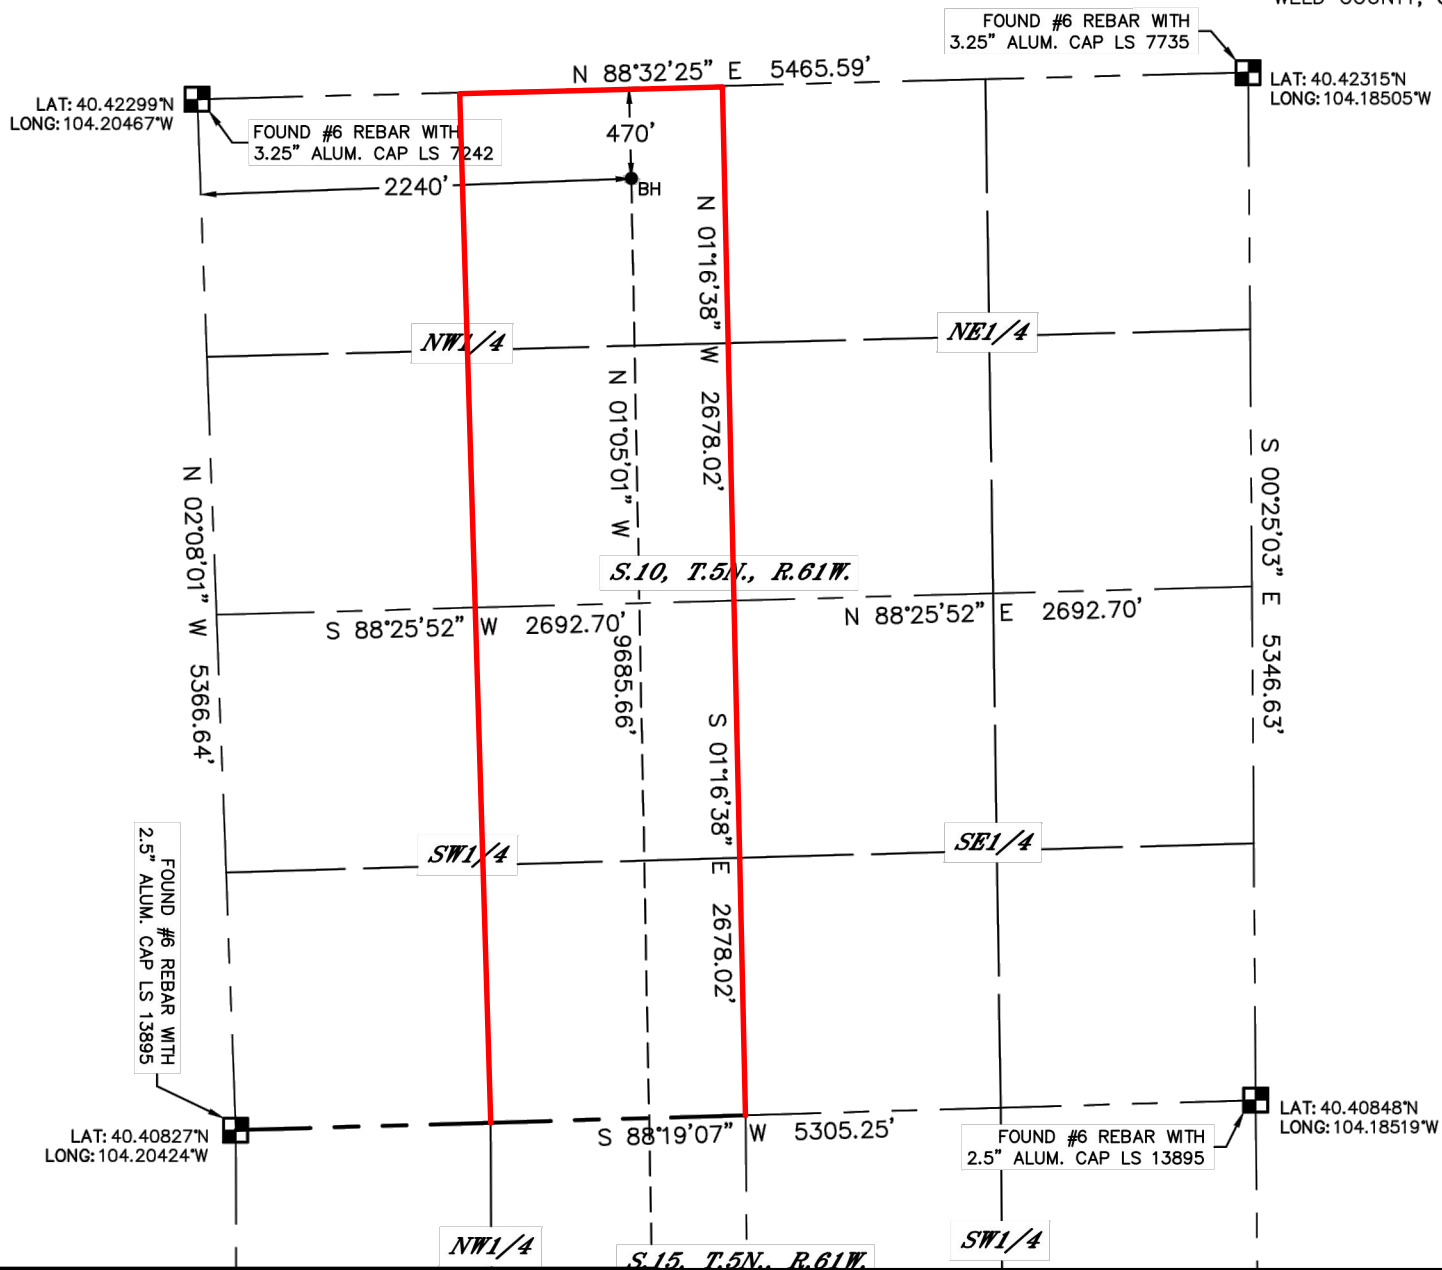 FOUND #6 REBAR WITH
3.25” ALUM. CAP LS 7735
N 88°32’25” E 5465.59’
LAT: 40.42299°N
LONG: 104.20467°W
LAT: 40.42315°N
LONG: 104.18505°W
FOUND #6 REBAR WITH
3.25” ALUM. CAP LS 7242
470’
2240’
BH
N 01°16’38” W 2678.02’
NW1/4
NE1/4
N 01°05’01” W 9685.66’
N 02°08’01” W 5366.64’
S 00°25’03” E 5346.63’
S.10, T.5N., R.61W.
S 88°25’52” W 2692.70’
N 88°25’52” E 2692.70’
S 01°16’38” E 2678.02’
SW1/4
SE1/4
FOUND #6 REBAR WITH
2.5” ALUM. CAP LS 13895
LAT: 40.40827°N
LONG: 104.20424°W
S 88°19’07” W 5305.25’
FOUND #6 REBAR WITH
2.5” ALUM. CAP LS 13895
LAT: 40.40848°N
LONG: 104.18519°W
NW1/4
S.15, T.5N., R.61W.
SW1/4